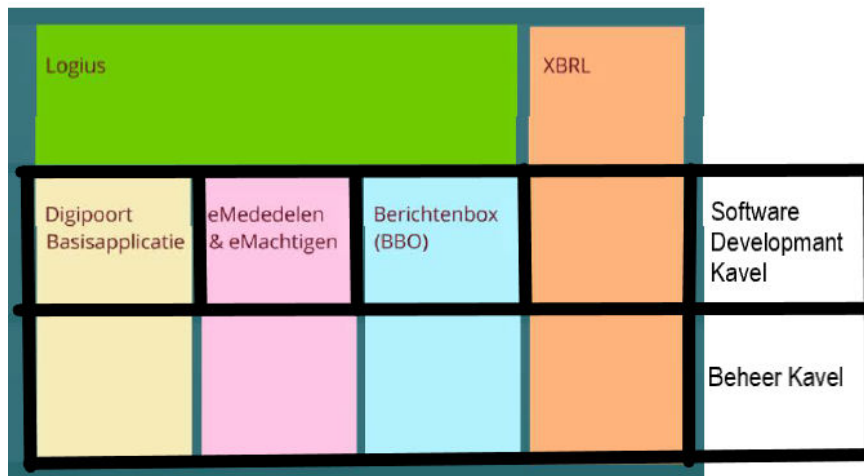 Logius
XBRL
Digipoort
Basisapplicatie
eMededelen
& eMachtigen
Berichtenbox
(BBO)
Software
Developmant
Kavel
Beheer Kavel